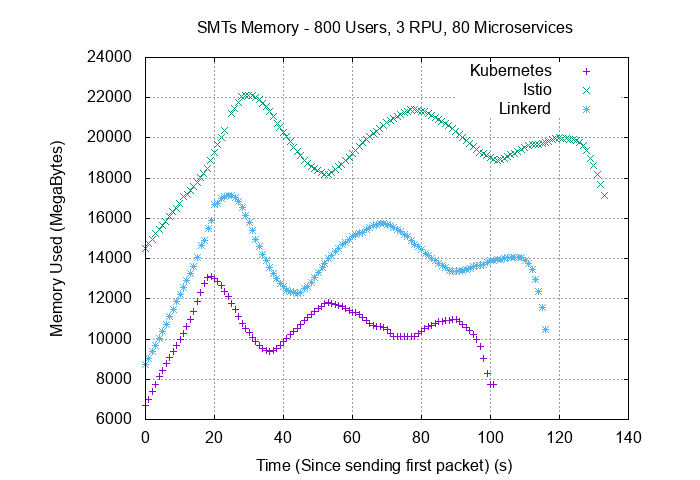 SMTs Memory - 800 Users, 3 RPU, 80 Microservices
24000
22000
20000
18000
16000
14000
12000
10000
8000
6000
Memory Used (MegaBytes)
Kubernetes
Istio
Linkerd
0 20 40 60 80 100 120 140
Time (Since sending first packet) (s)